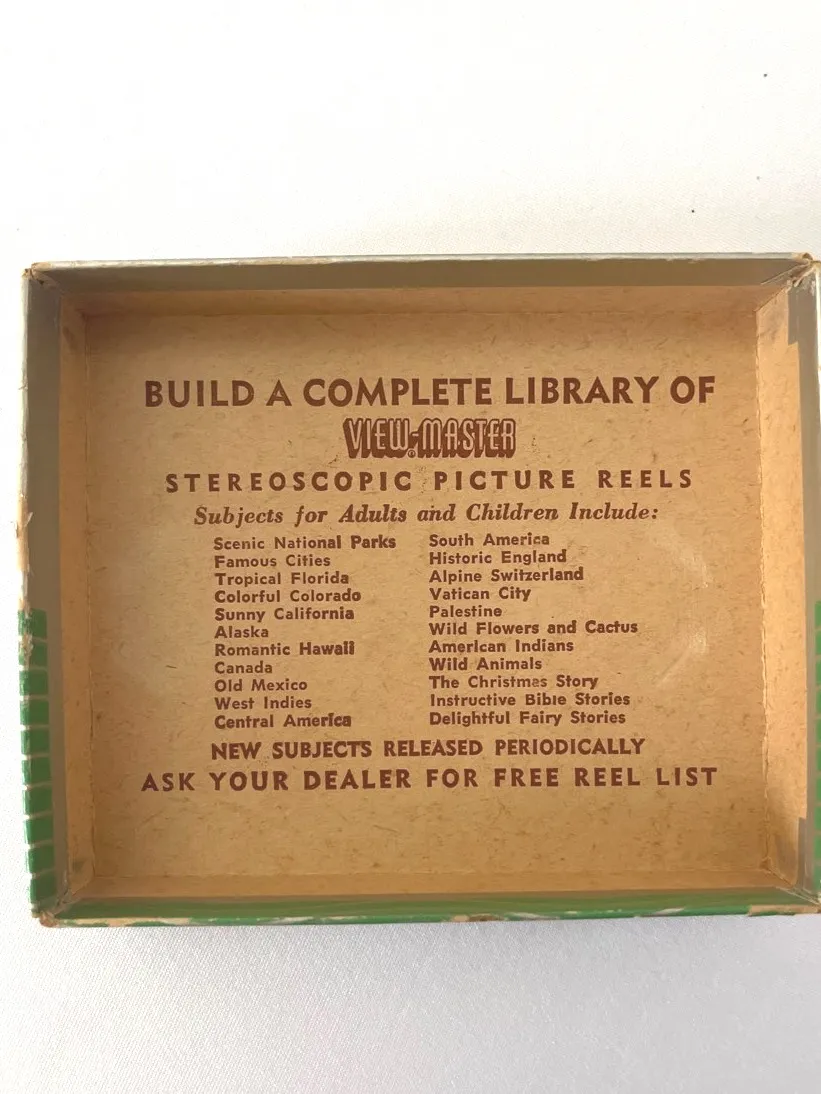 BUILD A COMPLETE LIBRARY OF
VIEW-MASTER®
STEREOSCOPIC PICTURE REELS
Subjects for Adults and Children Include:
Scenic National Parks
Famous Cities
Tropical Florida
Colorful Colorado
Sunny California
Alaska
Romantic Hawaii
Canada
Old Mexico
West Indies
Central America
South America
Historic England
Alpine Switzerland
Vatican City
Palestine
Wild Flowers and Cactus
American Indians
Wild Animals
The Christmas Story
Instructive Bible Stories
Delightful Fairy Stories
NEW SUBJECTS RELEASED PERIODICALLY
ASK YOUR DEALER FOR FREE REEL LIST